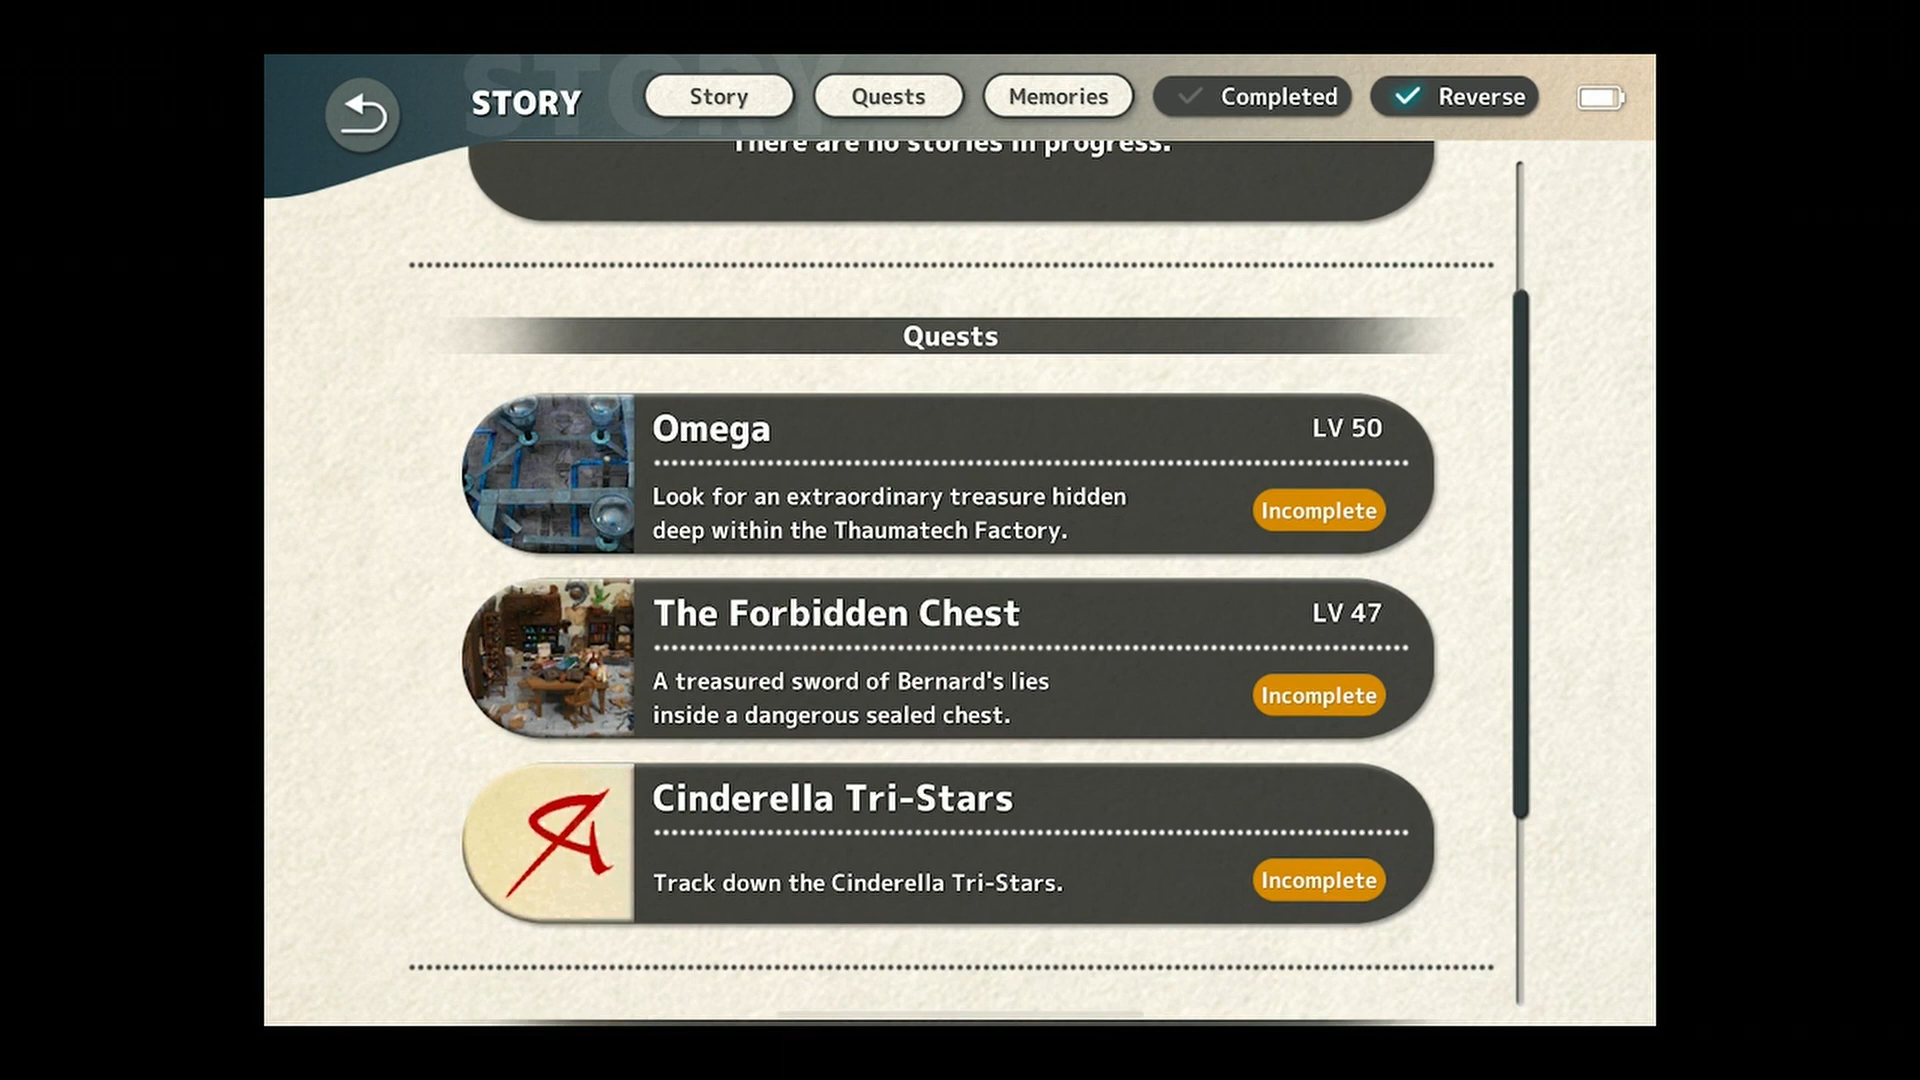 STORY
Story
Quests
Memories
Completed
Reverse
There are no stories in progress.
Quests
Omega
LV 50
Look for an extraordinary treasure hidden
deep within the Thaumatech Factory.
Incomplete
The Forbidden Chest
LV 47
A treasured sword of Bernard's lies
inside a dangerous sealed chest.
Incomplete
Cinderella Tri-Stars
Track down the Cinderella Tri-Stars.
Incomplete